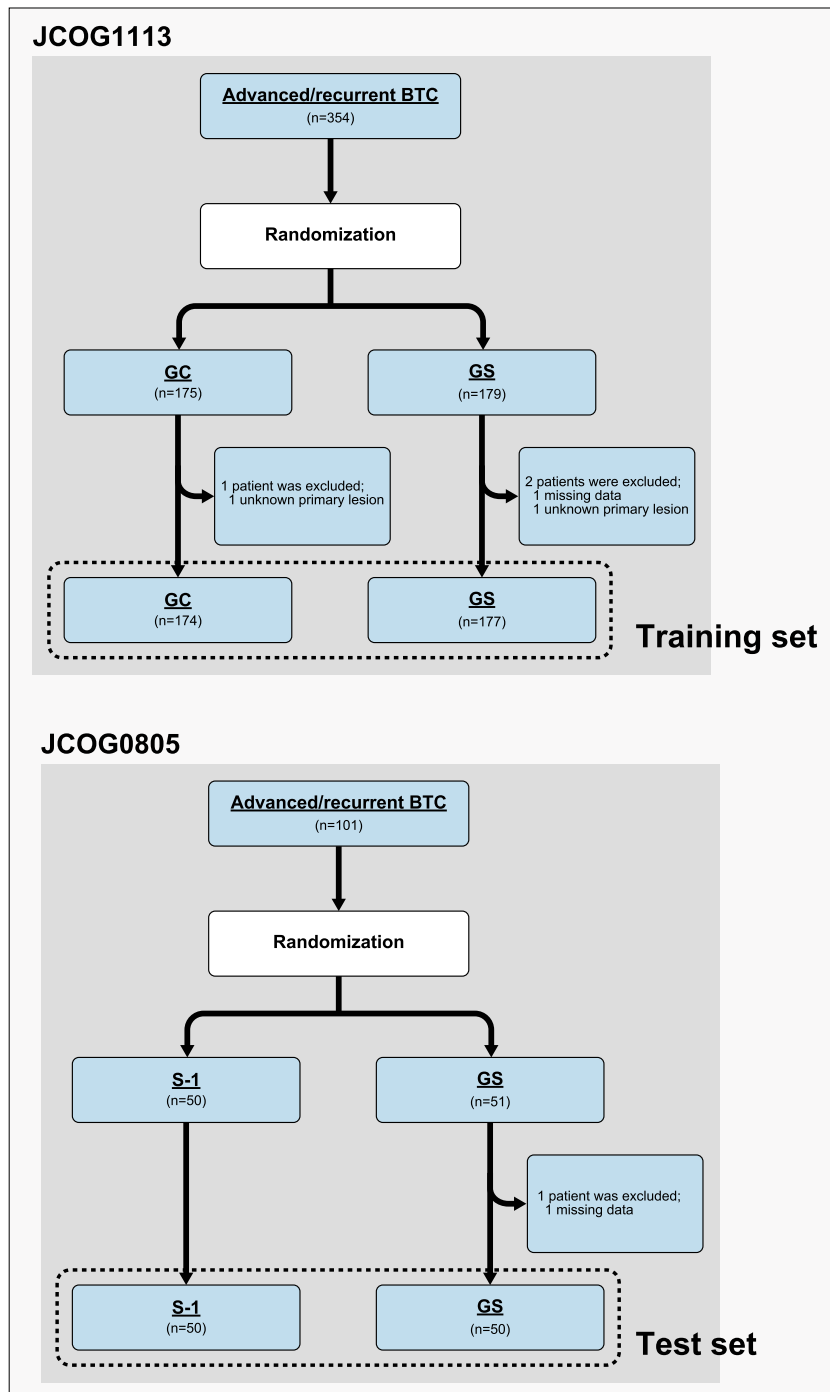 JCOG1113
Advanced/recurrent BTC
(n=354)
Randomization
GC
(n=175)
GS
(n=179)
1 patient was excluded;
1 unknown primary lesion
2 patients were excluded;
1 missing data
1 unknown primary lesion
GC
(n=174)
GS
(n=177)
Training set
JCOG0805
Advanced/recurrent BTC
(n=101)
Randomization
S-1
(n=50)
GS
(n=51)
1 patient was excluded;
1 missing data
S-1
(n=50)
GS
(n=50)
Test set